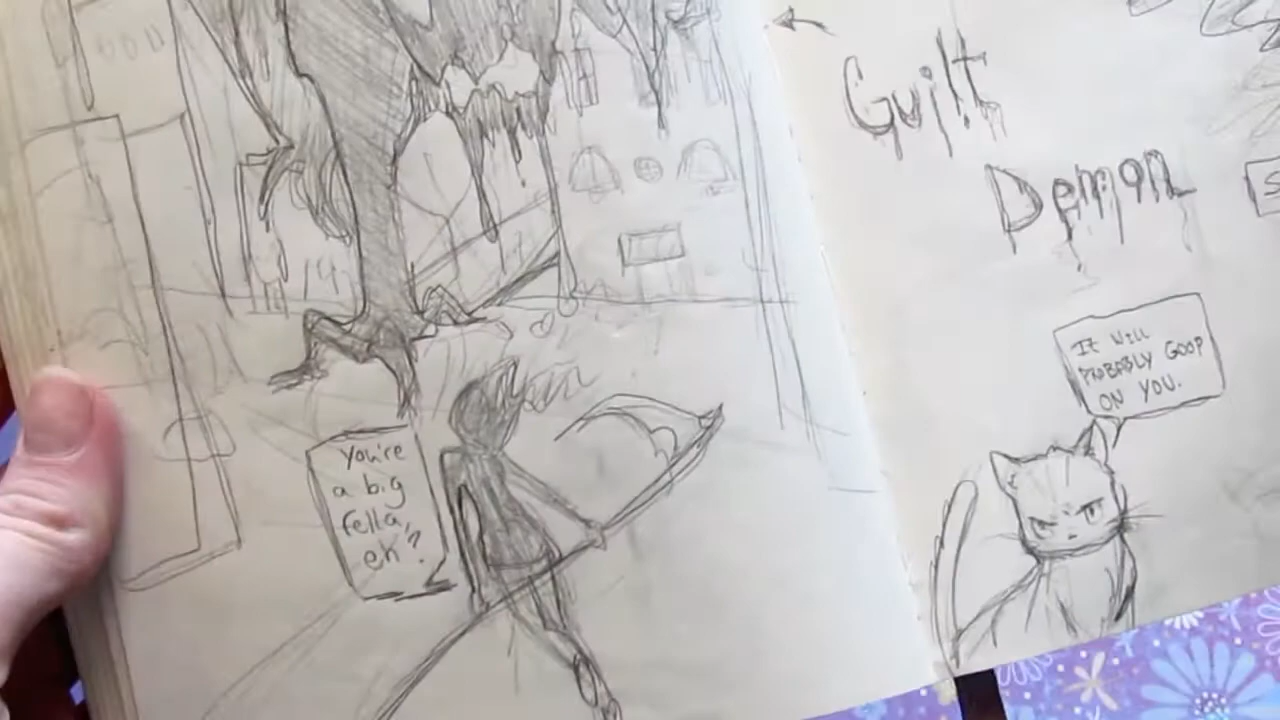 You're
a big
fella,
eh?
Guilt
Demon
It will
probably goop
on you.